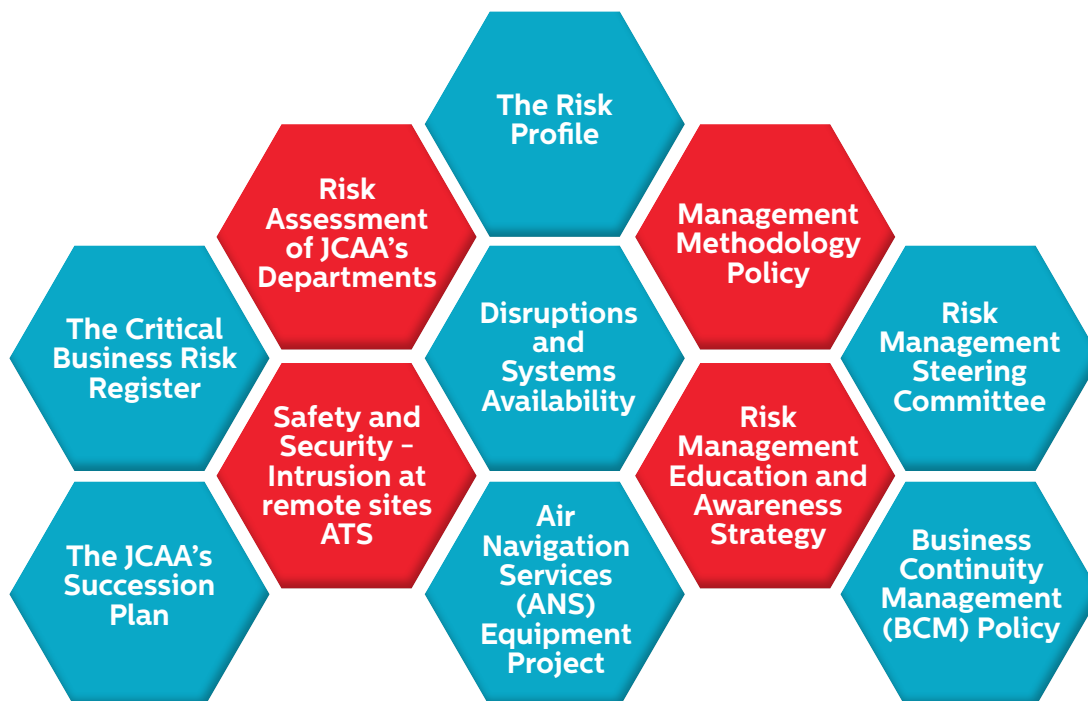 The Risk
Profile
Risk
Assessment
of JCAA's
Departments
Management
Methodology
Policy
The Critical
Business Risk
Register
Disruptions
and
Systems
Availability
Risk
Management
Steering
Committee
Safety and
Security –
Intrusion at
remote sites
ATS
Risk
Management
Education and
Awareness
Strategy
The JCAA's
Succession
Plan
Air
Navigation
Services
(ANS)
Equipment
Project
Business
Continuity
Management
(BCM) Policy